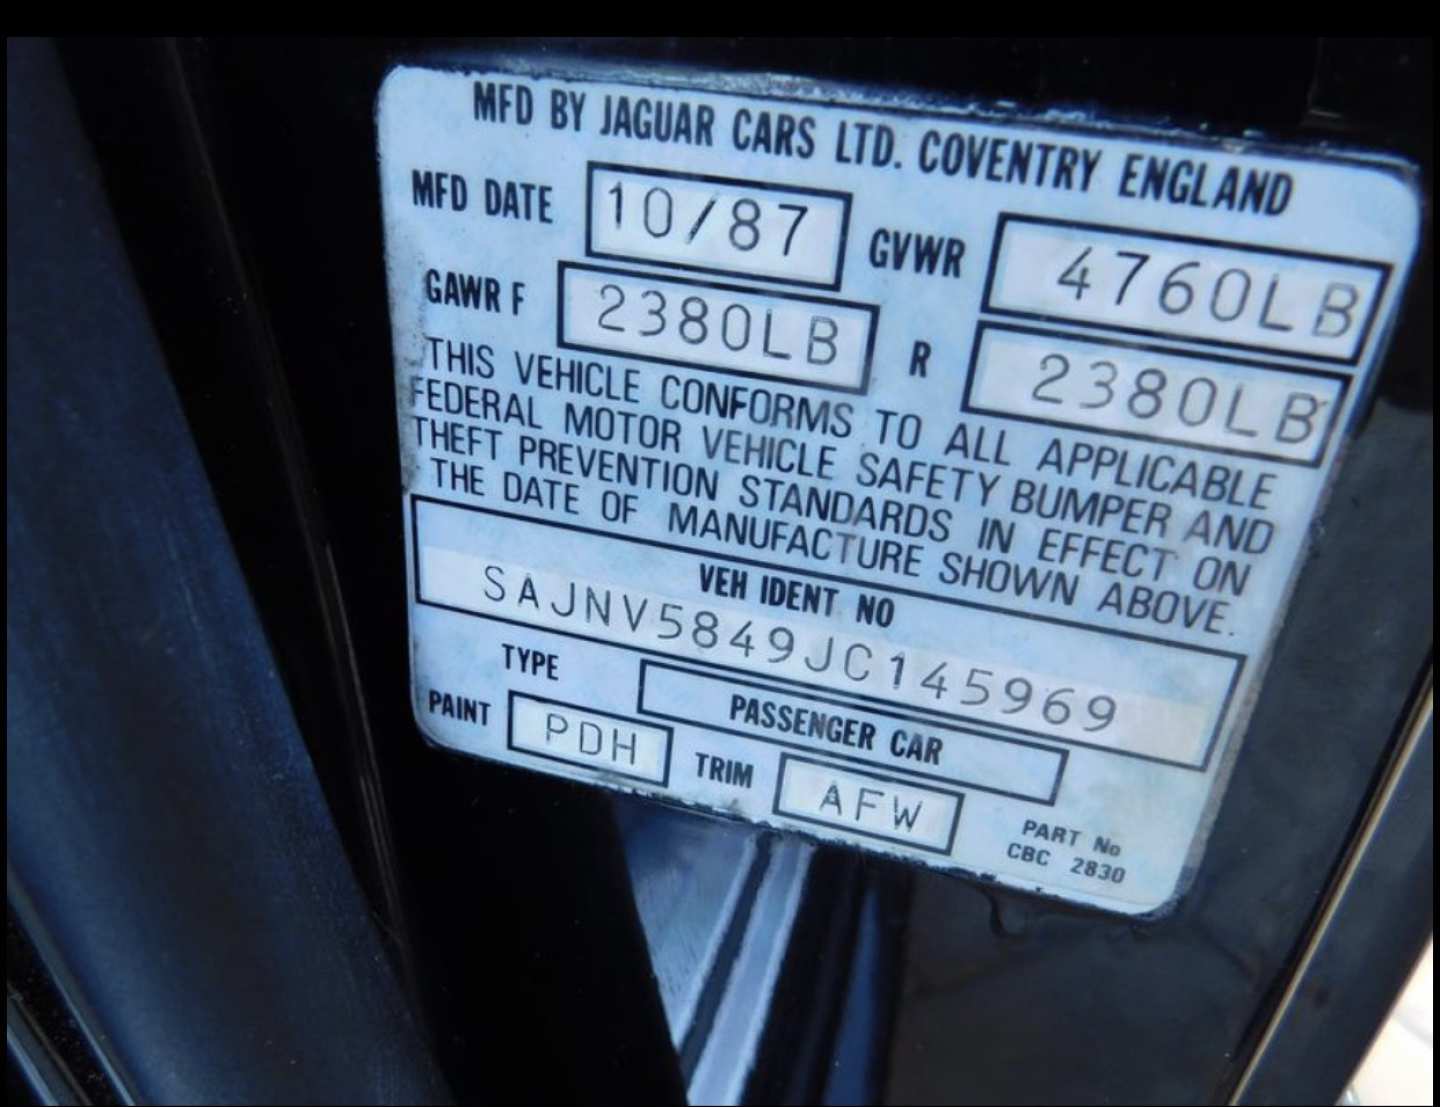 MFD BY JAGUAR CARS LTD. COVENTRY ENGLAND
MFD DATE 10/87 GVWR 4760LB
GAWR F 2380LB R 2380LB
THIS VEHICLE CONFORMS TO ALL APPLICABLE
FEDERAL MOTOR VEHICLE SAFETY BUMPER AND
THEFT PREVENTION STANDARDS IN EFFECT ON
THE DATE OF MANUFACTURE SHOWN ABOVE.
VEH IDENT NO
SAJNV5849JC145969
TYPE PASSENGER CAR
PAINT PDH TRIM AFW
PART No
CBC 2830